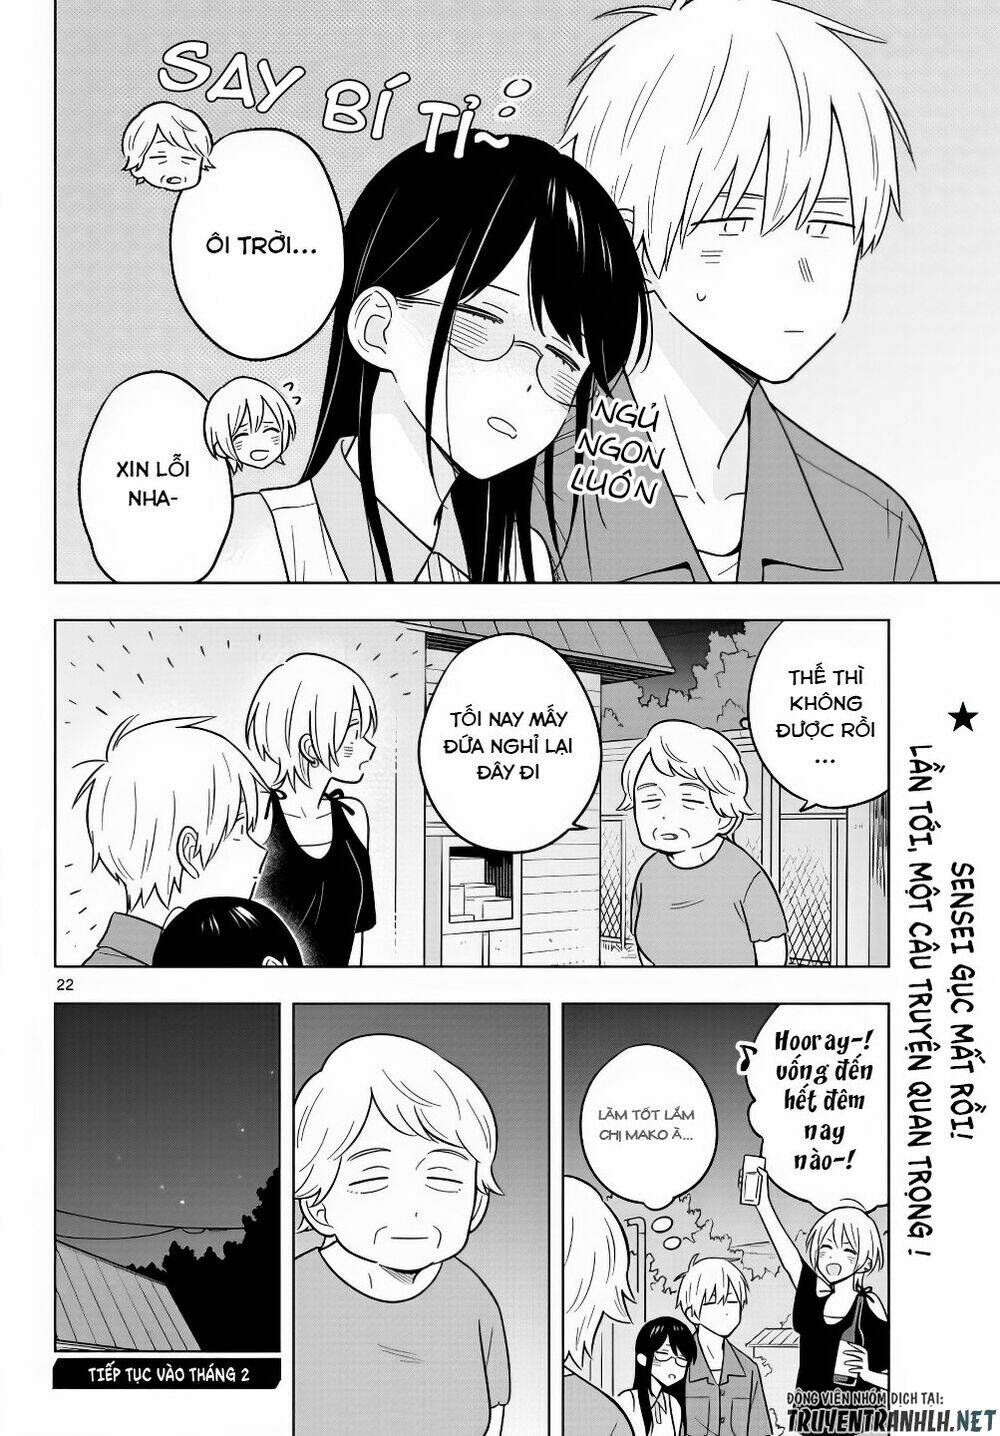 SAY BÍ TỈ~
ÔI TRỜI...
XIN LỖI
NHA-
NGỦ
NGON
LUÔN
THẾ THÌ
KHÔNG
ĐƯỢC RỒI
...
TỐI NAY MẤY
ĐỨA NGHỈ LẠI
ĐÂY ĐI
★
SENSEI GỤC MẤT RỒI!
LẦN TỚI, MỘT CÂU TRUYỆN QUAN TRỌNG !
22
Hooray-!
uống đến
hết đêm
nay
nào-!
LÀM TỐT LẮM
CHỊ MAKO À...
TIẾP TỤC VÀO THÁNG 2
ĐỘNG VIÊN NHÓM DỊCH TẠI:
TRUYENTRANHLH.NET